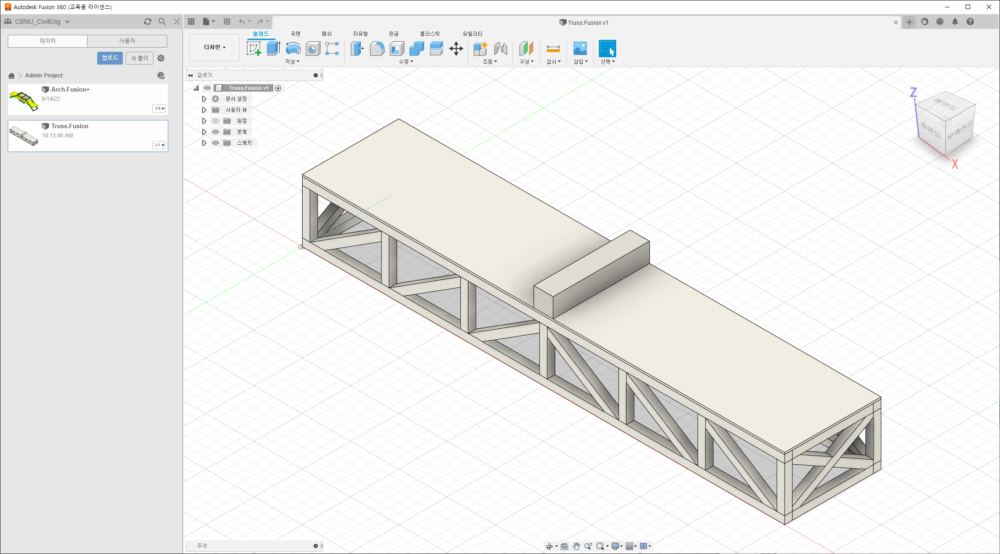 Autodesk Fusion 360 (교육용 라이센스)
CBNU_CivilEng
Truss.Fusion v1
데이터
사용자
업로드
새 폴더
Admin Project
Arch.Fusion+
6/14/22
V4
Truss.Fusion
10:13:46 AM
V1
솔리드
곡면
메쉬
자유형
판금
플라스틱
유틸리티
디자인
작성
수정
조립
구성
검사
삽입
선택
검색기
Truss.Fusion v1
문서 설정
사용자 뷰
원점
본체
스케치
Z
평면도
정면도
우측면도
X
주석